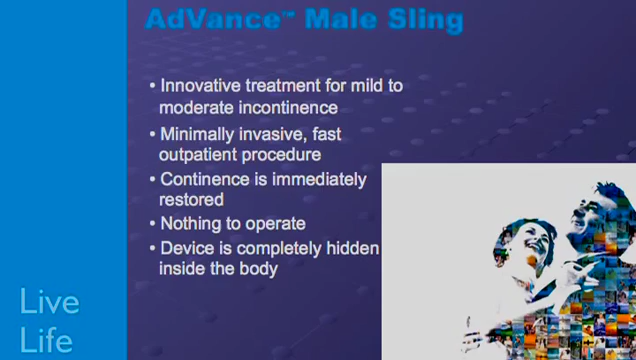 AdVance™ Male Sling
• Innovative treatment for mild to
moderate incontinence
• Minimally invasive, fast
outpatient procedure
• Continence is immediately
restored
• Nothing to operate
• Device is completely hidden
inside the body
Live
Life